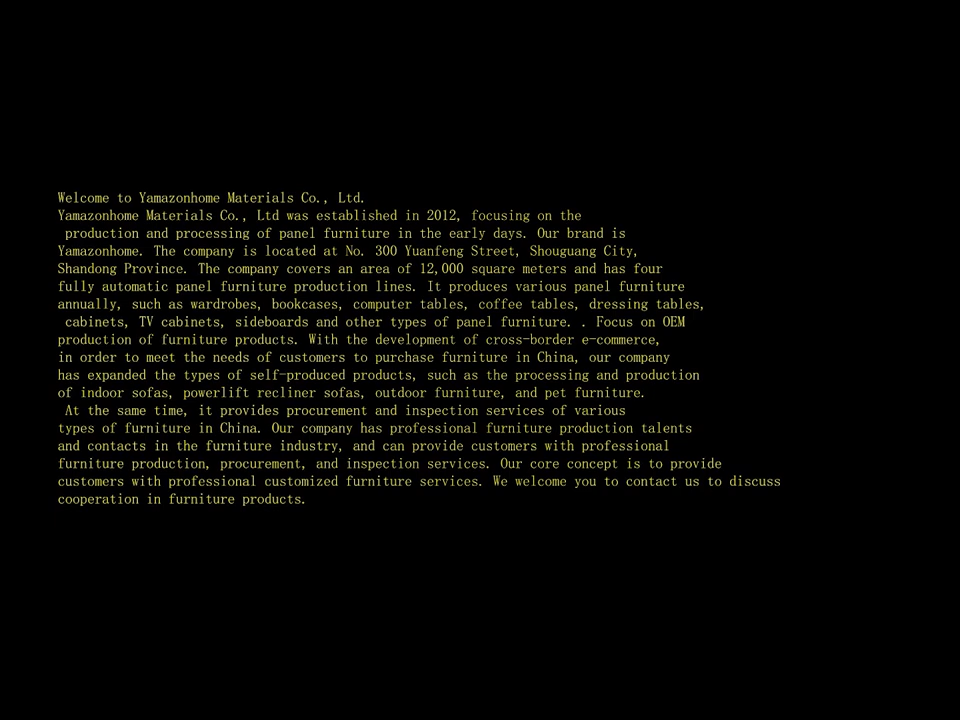 Welcome to Yamazonhome Materials Co., Ltd.
Yamazonhome Materials Co., Ltd was established in 2012, focusing on the
production and processing of panel furniture in the early days. Our brand is
Yamazonhome. The company is located at No. 300 Yuanfeng Street, Shouguang City,
Shandong Province. The company covers an area of 12,000 square meters and has four
fully automatic panel furniture production lines. It produces various panel furniture
annually, such as wardrobes, bookcases, computer tables, coffee tables, dressing tables,
cabinets, TV cabinets, sideboards and other types of panel furniture. . Focus on OEM
production of furniture products. With the development of cross-border e-commerce,
in order to meet the needs of customers to purchase furniture in China, our company
has expanded the types of self-produced products, such as the processing and production
of indoor sofas, powerlift recliner sofas, outdoor furniture, and pet furniture.
At the same time, it provides procurement and inspection services of various
types of furniture in China. Our company has professional furniture production talents
and contacts in the furniture industry, and can provide customers with professional
furniture production, procurement, and inspection services. Our core concept is to provide
customers with professional customized furniture services. We welcome you to contact us to discuss
cooperation in furniture products.